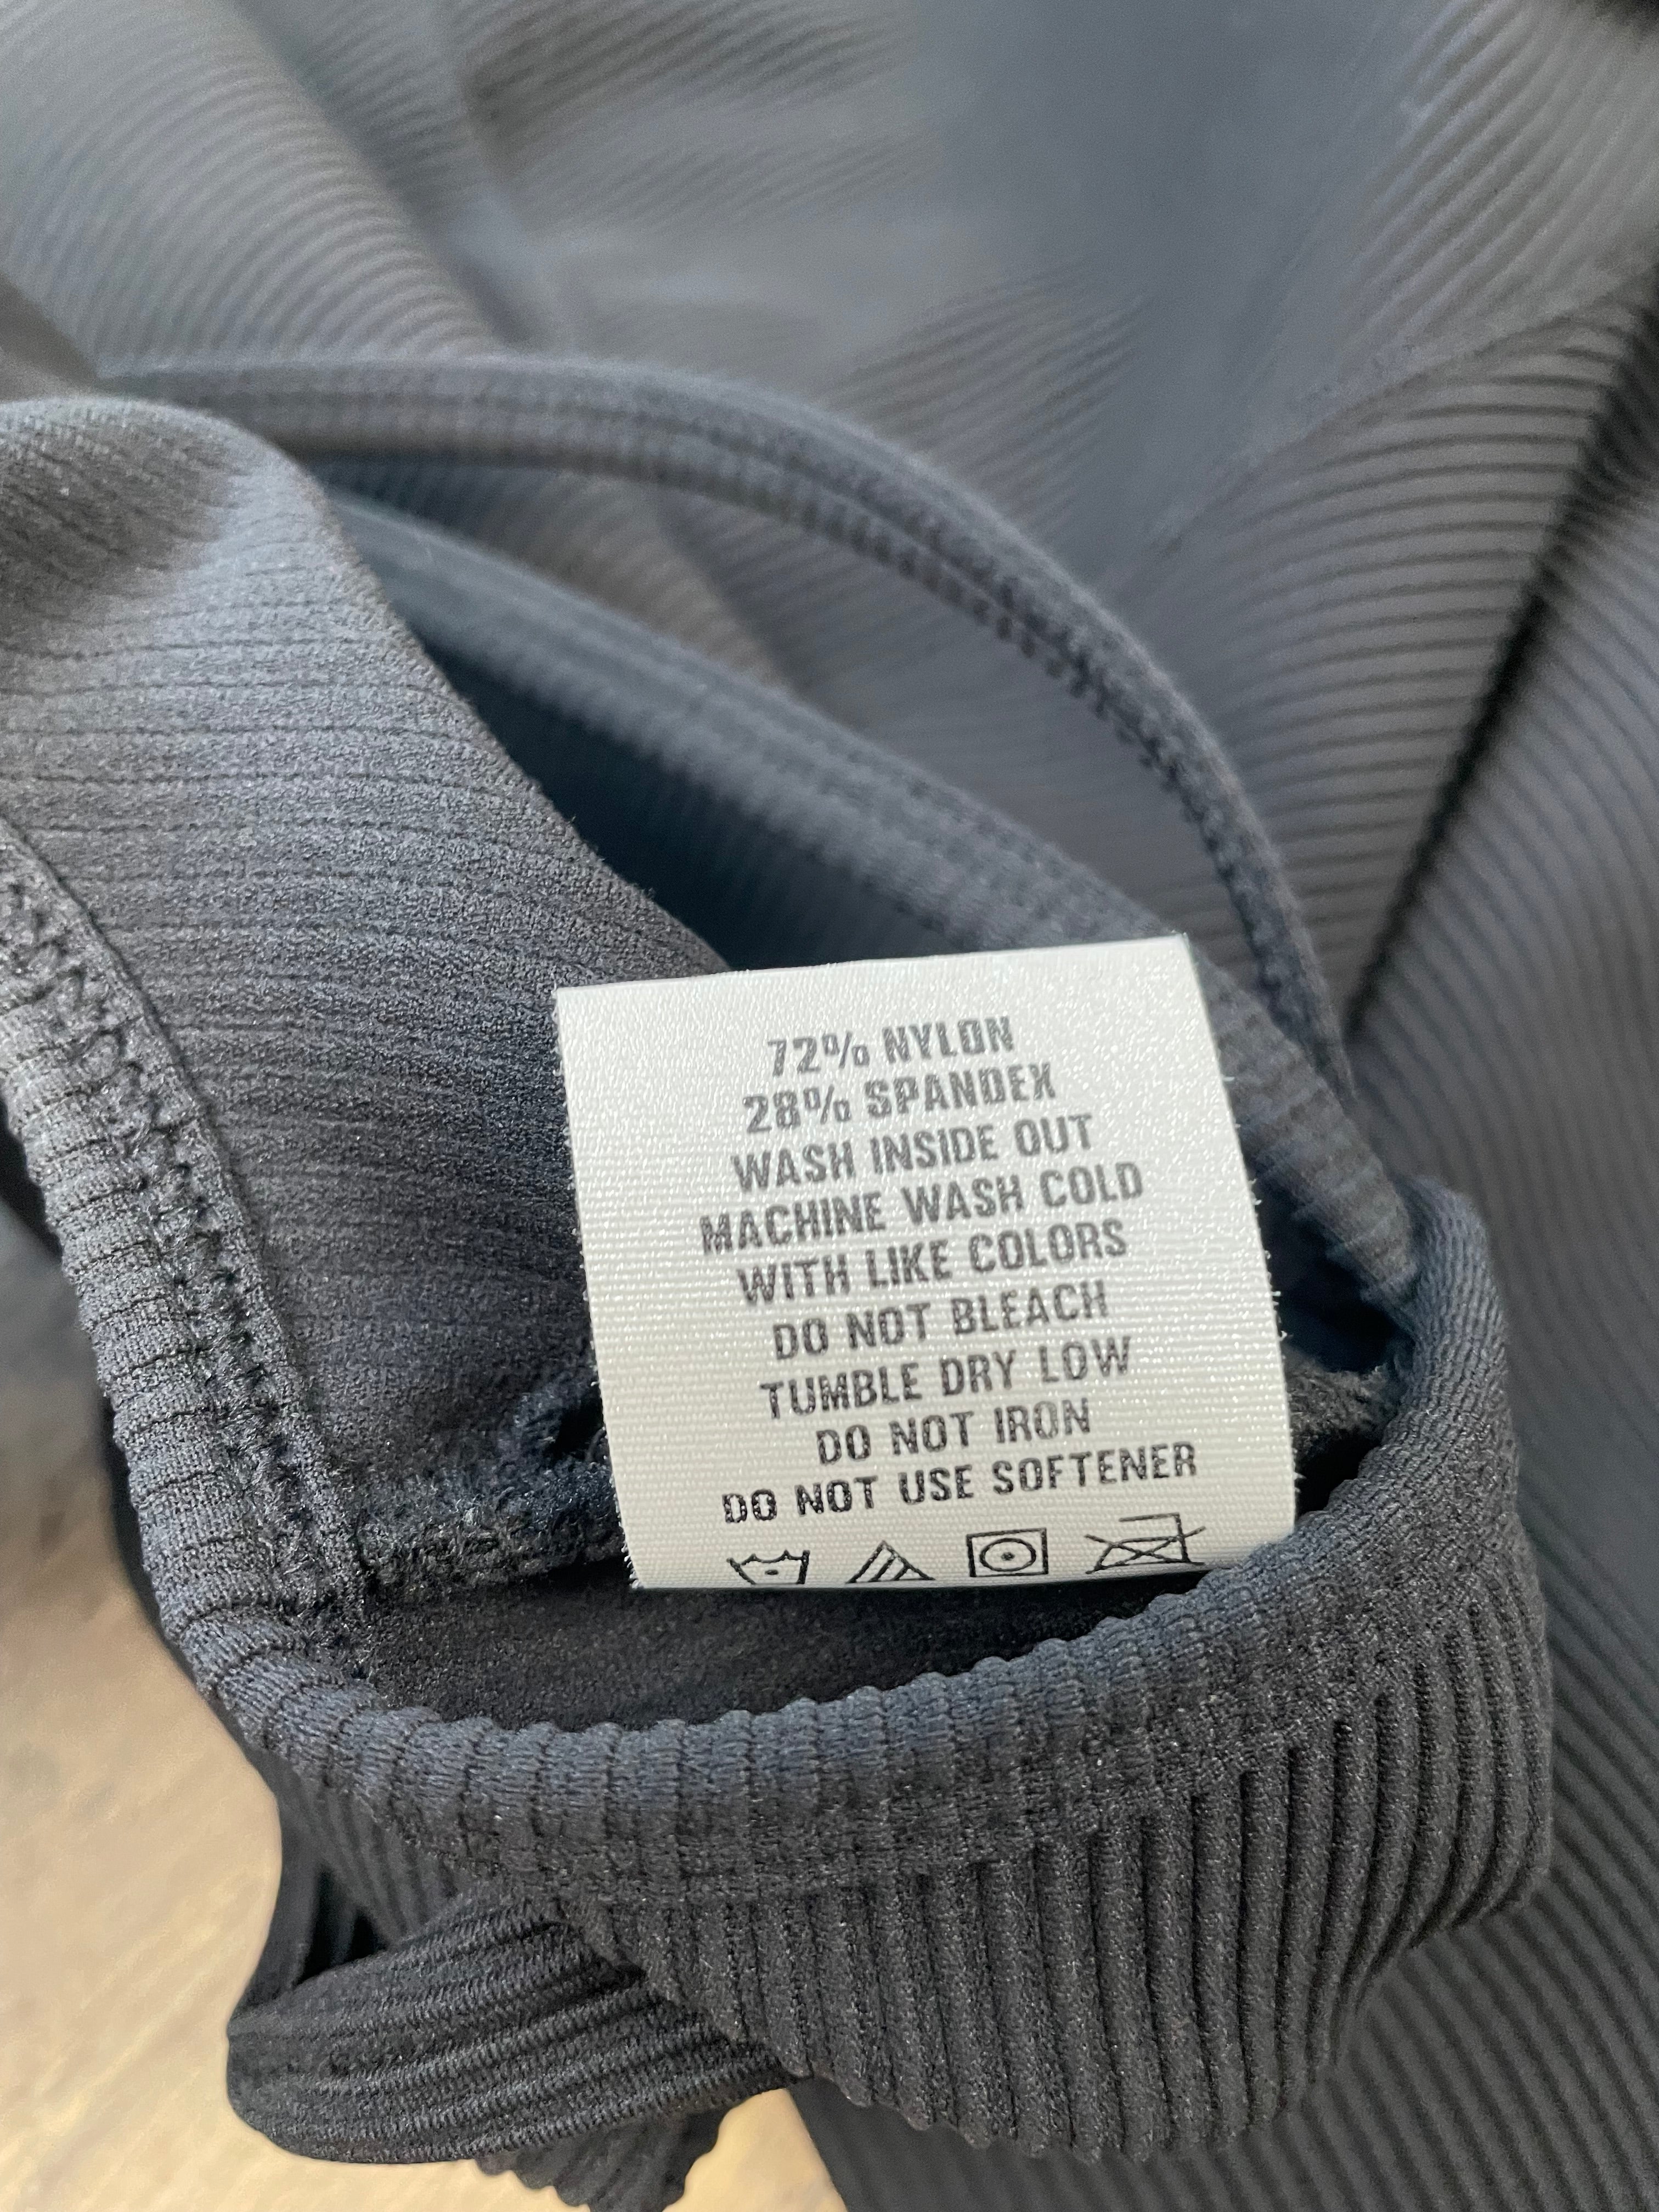 72% NYLON
28% SPANDEX
WASH INSIDE OUT
MACHINE WASH COLD
WITH LIKE COLORS
DO NOT BLEACH
TUMBLE DRY LOW
DO NOT IRON
DO NOT USE SOFTENER